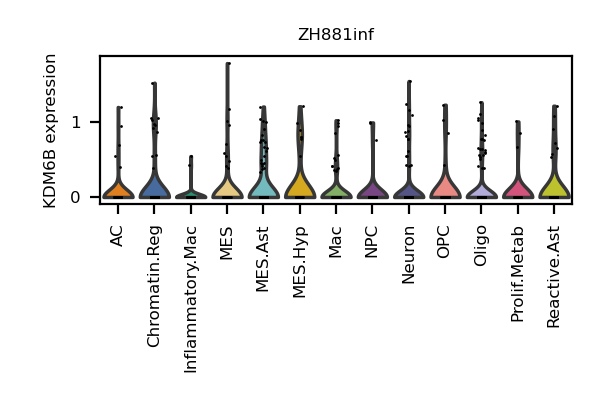 ZH881inf
KDM6B expression
1
0
AC
Chromatin.Reg
Inflammatory.Mac
MES
MES.Ast
MES.Hyp
Mac
NPC
Neuron
OPC
Oligo
Prolif.Metab
Reactive.Ast